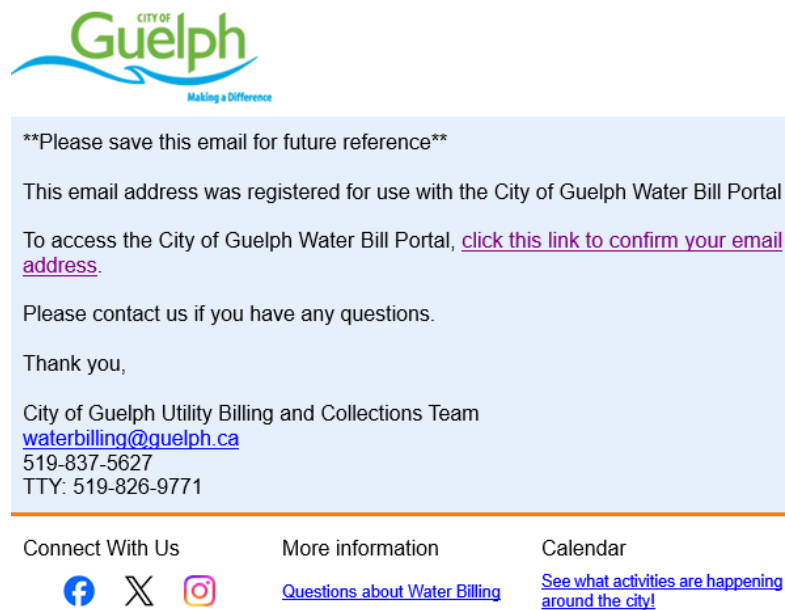 CITY OF
Guelph
Making a Difference
**Please save this email for future reference**
This email address was registered for use with the City of Guelph Water Bill Portal
To access the City of Guelph Water Bill Portal, click this link to confirm your email
address.
Please contact us if you have any questions.
Thank you,
City of Guelph Utility Billing and Collections Team
waterbilling@guelph.ca
519-837-5627
TTY: 519-826-9771
Connect With Us
More information
Questions about Water Billing
Calendar
See what activities are happening
around the city!